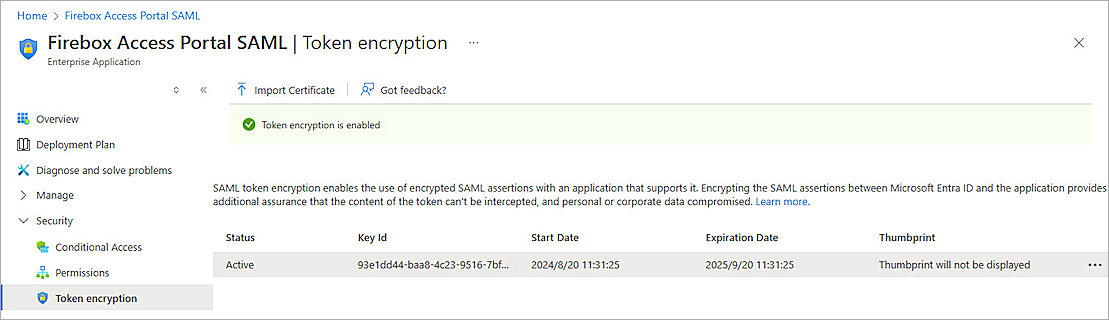 Home > Firebox Access Portal SAML
Firebox Access Portal SAML | Token encryption ...
Enterprise Application
Import Certificate
Got feedback?
Token encryption is enabled
Overview
Deployment Plan
Diagnose and solve problems
Manage
Security
Conditional Access
Permissions
Token encryption
SAML token encryption enables the use of encrypted SAML assertions with an application that supports it. Encrypting the SAML assertions between Microsoft Entra ID and the application provides
additional assurance that the content of the token can't be intercepted, and personal or corporate data compromised. Learn more.
Status Key Id Start Date Expiration Date Thumbprint
Active 93e1dd44-baa8-4c23-9516-7bf... 2024/8/20 11:31:25 2025/9/20 11:31:25 Thumbprint will not be displayed ...